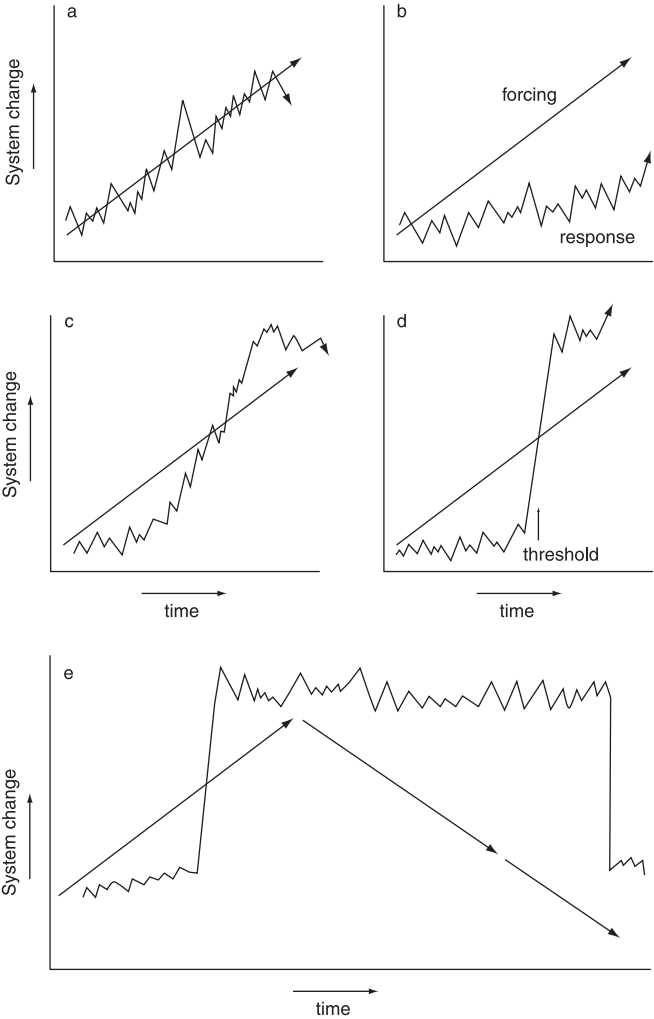 a
b
System change
forcing
response
c
d
System change
threshold
time
time
e
System change
time